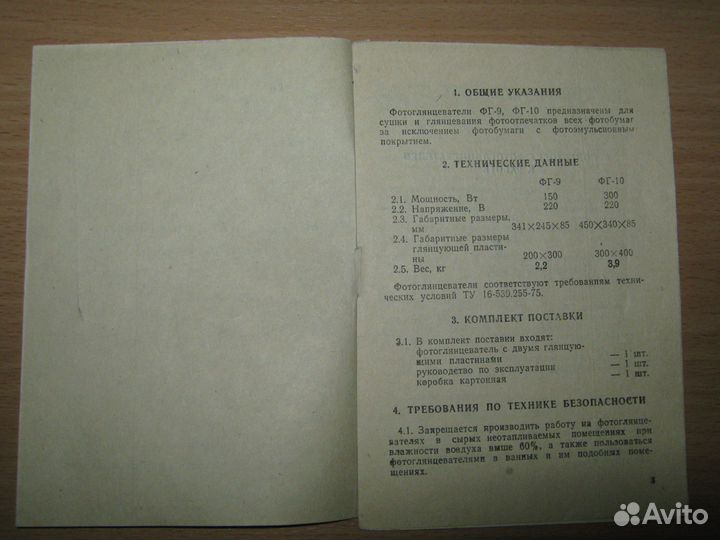 1. ОБЩИЕ УКАЗАНИЯ
Фотоглянцеватели ФГ-9, ФГ-10 предназначены для
сушки и глянцевания фотоотпечатков всех фотобумаг
за исключением фотобумаги с фотоэмульсионным
покрытием.
2. ТЕХНИЧЕСКИЕ ДАННЫЕ
ФГ-9 ФГ-10
2.1. Мощность, Вт 150 300
2.2. Напряжение, В 220 220
2.3. Габаритные размеры,
мм 341×245×85 450×340×85
2.4. Габаритные размеры
глянцующей пласти-
ны 200×300 300×400
2.5. Вес, кг 2,2 3,9
Фотоглянцеватели соответствуют требованиям техни-
ческих условий ТУ 16-539.255-75.
3. КОМПЛЕКТ ПОСТАВКИ
3.1. В комплект поставки входят:
фотоглянцеватель с двумя глянцую-
щими пластинами — 1 шт.
руководство по эксплуатации — 1 шт.
коробка картонная — 1 шт.
4. ТРЕБОВАНИЯ ПО ТЕХНИКЕ БЕЗОПАСНОСТИ
4.1. Запрещается производить работу на фотоглянце-
вателях в сырых неотапливаемых помещениях при
влажности воздуха выше 60%, а также пользоваться
фотоглянцевателями в ванных и им подобных поме-
щениях.
3
Avito